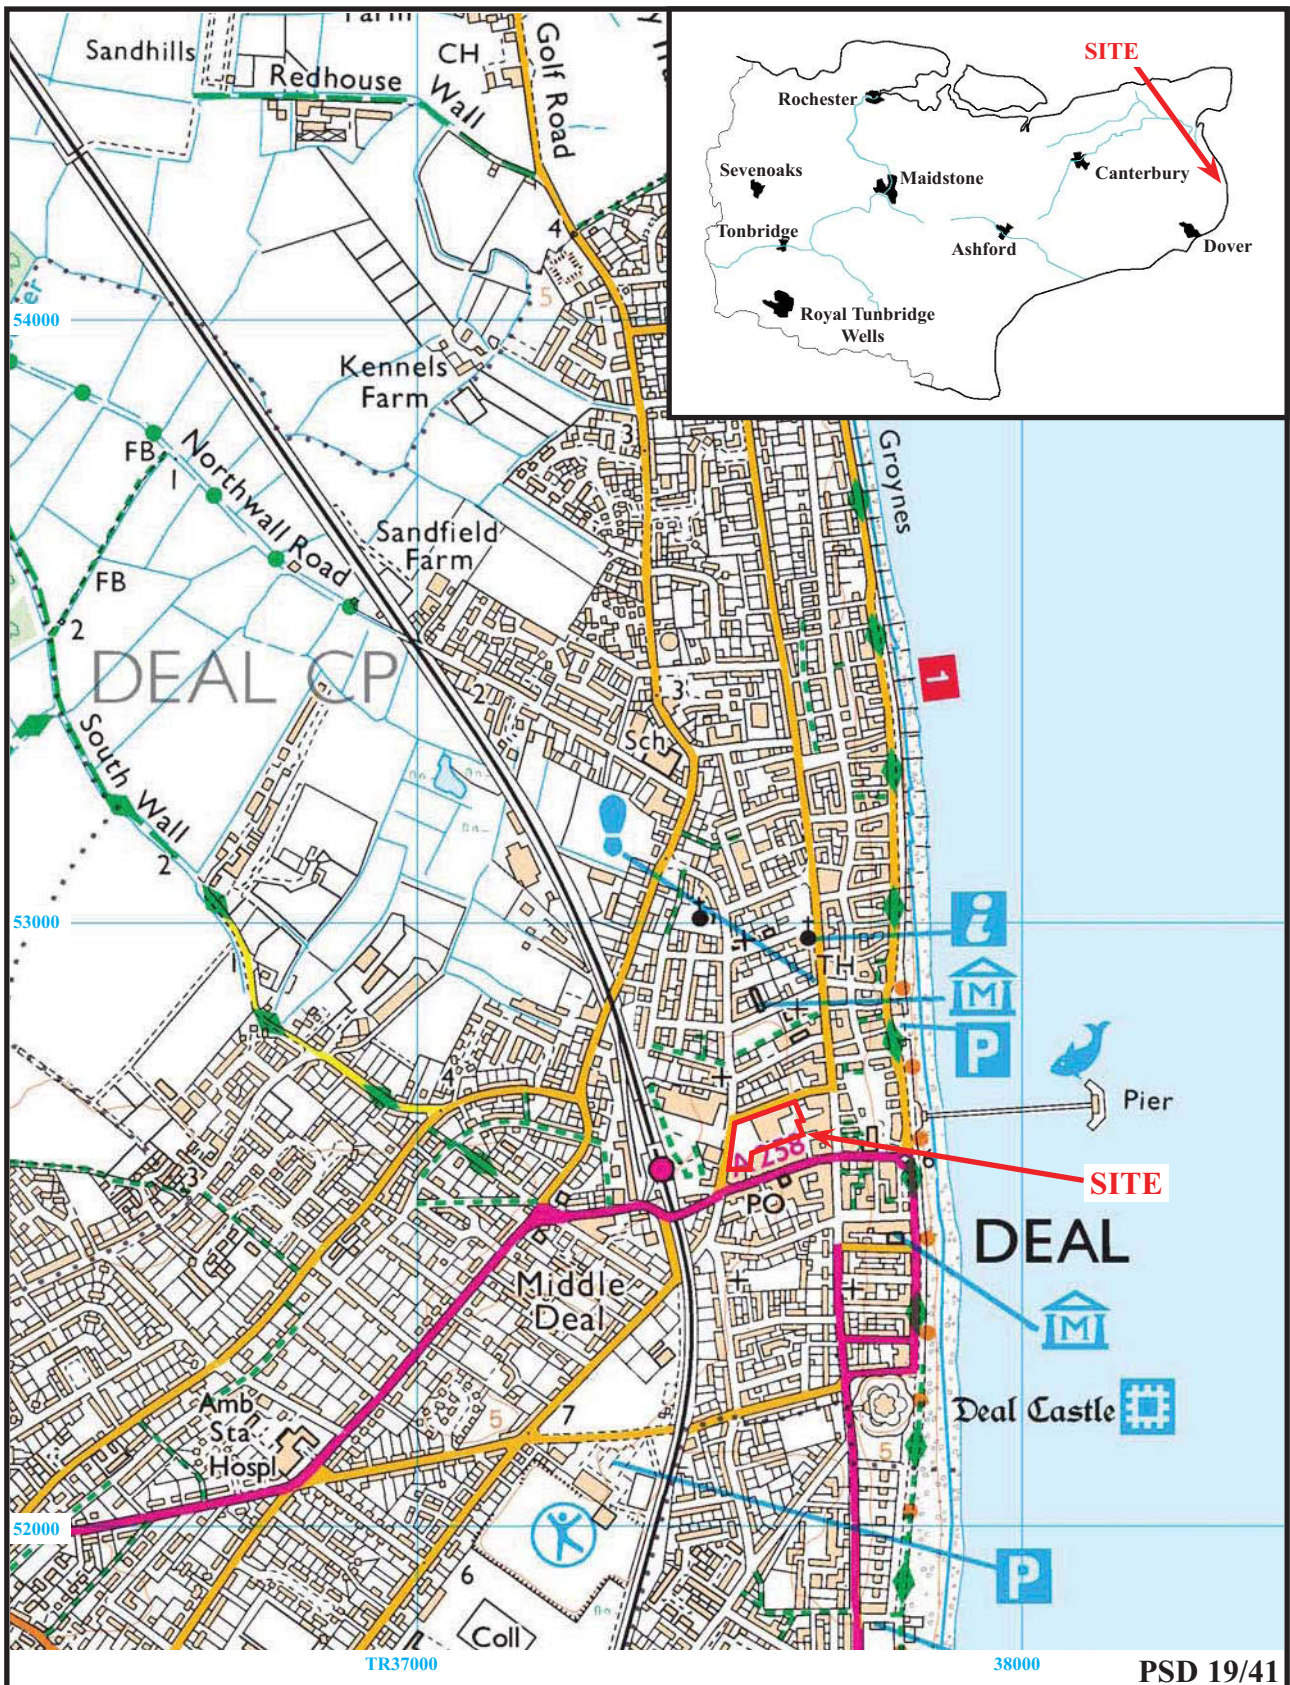 Farm
Sandhills
CH
Golf Road
Redhouse
Wall
4
5
SITE
Rochester
Sevenoaks
Maidstone
Canterbury
Tonbridge
Ashford
Dover
Royal Tunbridge
Wells
54000
Kennels
Farm
3
Groynes
FB
1
Northwall Road
Sandfield
Farm
FB
2
DEAL CP
2
3
1
Sch
South Wall
2
53000
i
TH
M
1
P
4
Pier
A 258
SITE
3
PO
DEAL
Middle
Deal
M
Amb
Sta
Hospl
5
7
Deal Castle
5
52000
P
6
Coll
TR37000
38000
PSD 19/41